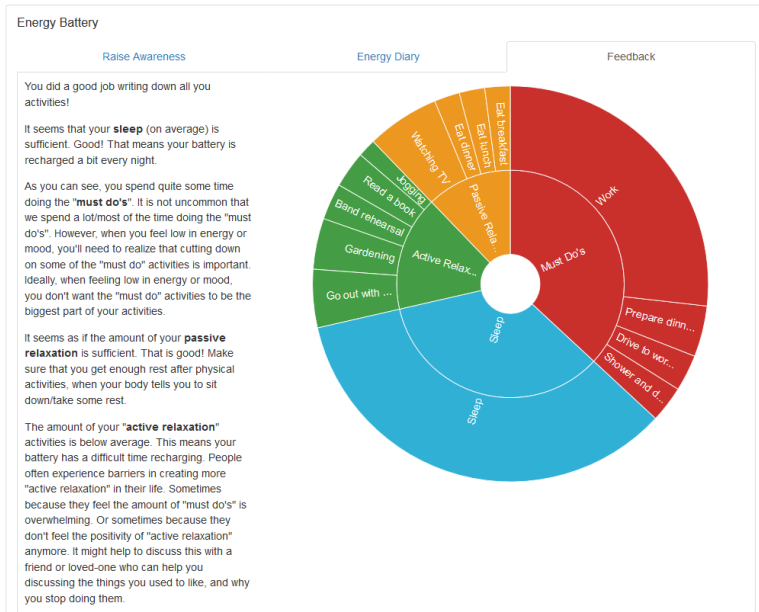 Energy Battery
Raise Awareness
Energy Diary
Feedback
You did a good job writing down all you
activities!
It seems that your sleep (on average) is
sufficient. Good! That means your battery is
recharged a bit every night.
As you can see, you spend quite some time
doing the "must do's". It is not uncommon that
we spend a lot/most of the time doing the "must
do's". However, when you feel low in energy or
mood, you'll need to realize that cutting down
on some of the "must do" activities is important.
Ideally, when feeling low in energy or mood,
you don't want the "must do" activities to be the
biggest part of your activities.
It seems as if the amount of your passive
relaxation is sufficient. That is good! Make
sure that you get enough rest after physical
activities, when your body tells you to sit
down/take some rest.
The amount of your "active relaxation"
activities is below average. This means your
battery has a difficult time recharging. People
often experience barriers in creating more
"active relaxation" in their life. Sometimes
because they feel the amount of "must do's" is
overwhelming. Or sometimes because they
don't feel the positivity of "active relaxation"
anymore. It might help to discuss this with a
friend or loved-one who can help you
discussing the things you used to like, and why
you stop doing them.
Watching TV
Eat dinner
Eat lunch
Eat breakfast
Passive Rela...
Work
Must Do's
Prepare dinn...
Drive to wor...
Shower and d...
Jogging
Read a book
Band rehearsal
Gardening
Go out with ...
Active Relax...
Sleep
Sleep